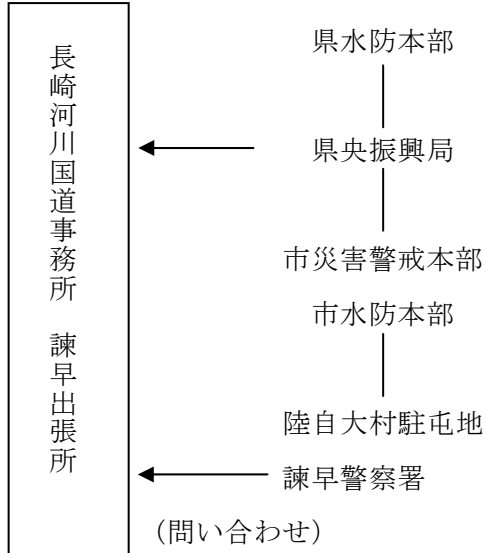 長崎河川国道事務所　諫早出張所
県水防本部
県央振興局
市災害警戒本部
市水防本部
陸自大村駐屯地
諫早警察署
（問い合わせ）